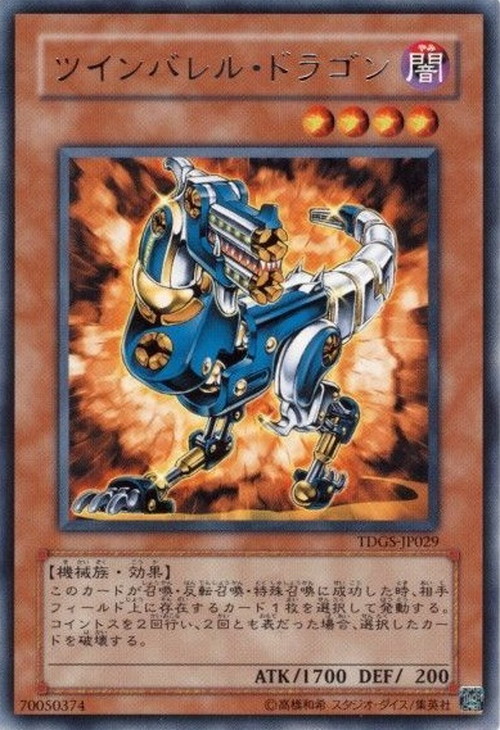 ツインバレル・ドラゴン
闇
TDGS-JP029
【機械族・効果】
このカードが召喚・反転召喚・特殊召喚に成功した時、相手
フィールド上に存在するカード1枚を選択して発動する。
コイントスを2回行い、2回とも表だった場合、選択したカー
ドを破壊する。
ATK/1700 DEF/ 200
70050374
©高橋和希 スタジオ・ダイス/集英社